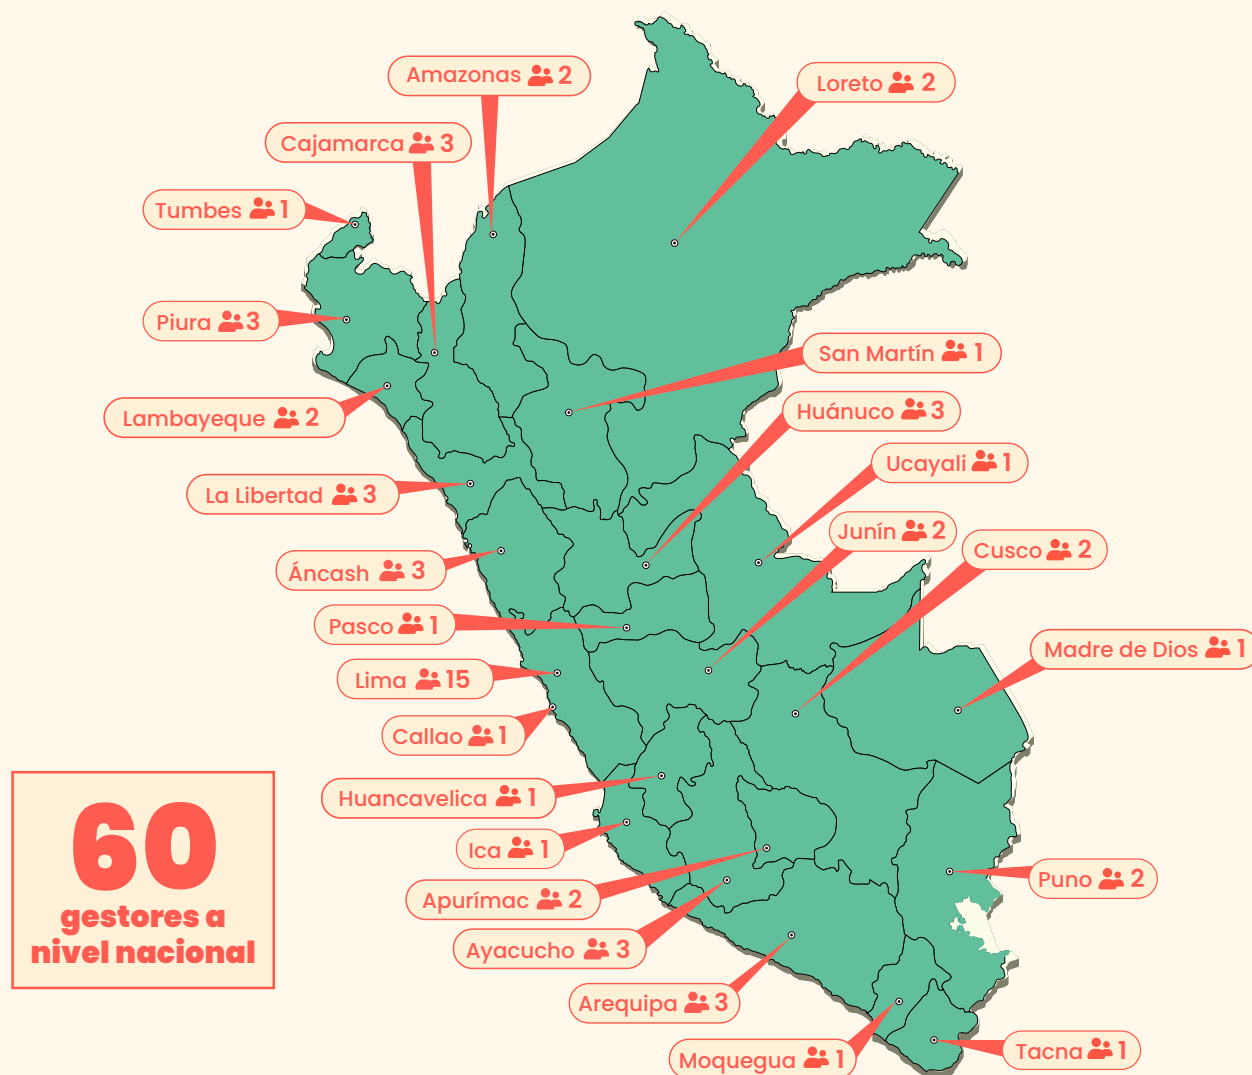 Amazonas 2
Loreto 2
Cajamarca 3
Tumbes 1
Piura 3
San Martín 1
Lambayeque 2
Huánuco 3
Ucayali 1
La Libertad 3
Junín 2
Cusco 2
Áncash 3
Pasco 1
Madre de Dios 1
Lima 15
Callao 1
Huancavelica 1
Ica 1
Puno 2
Apurímac 2
Ayacucho 3
Arequipa 3
Moquegua 1
Tacna 1
60
gestores a
nivel nacional